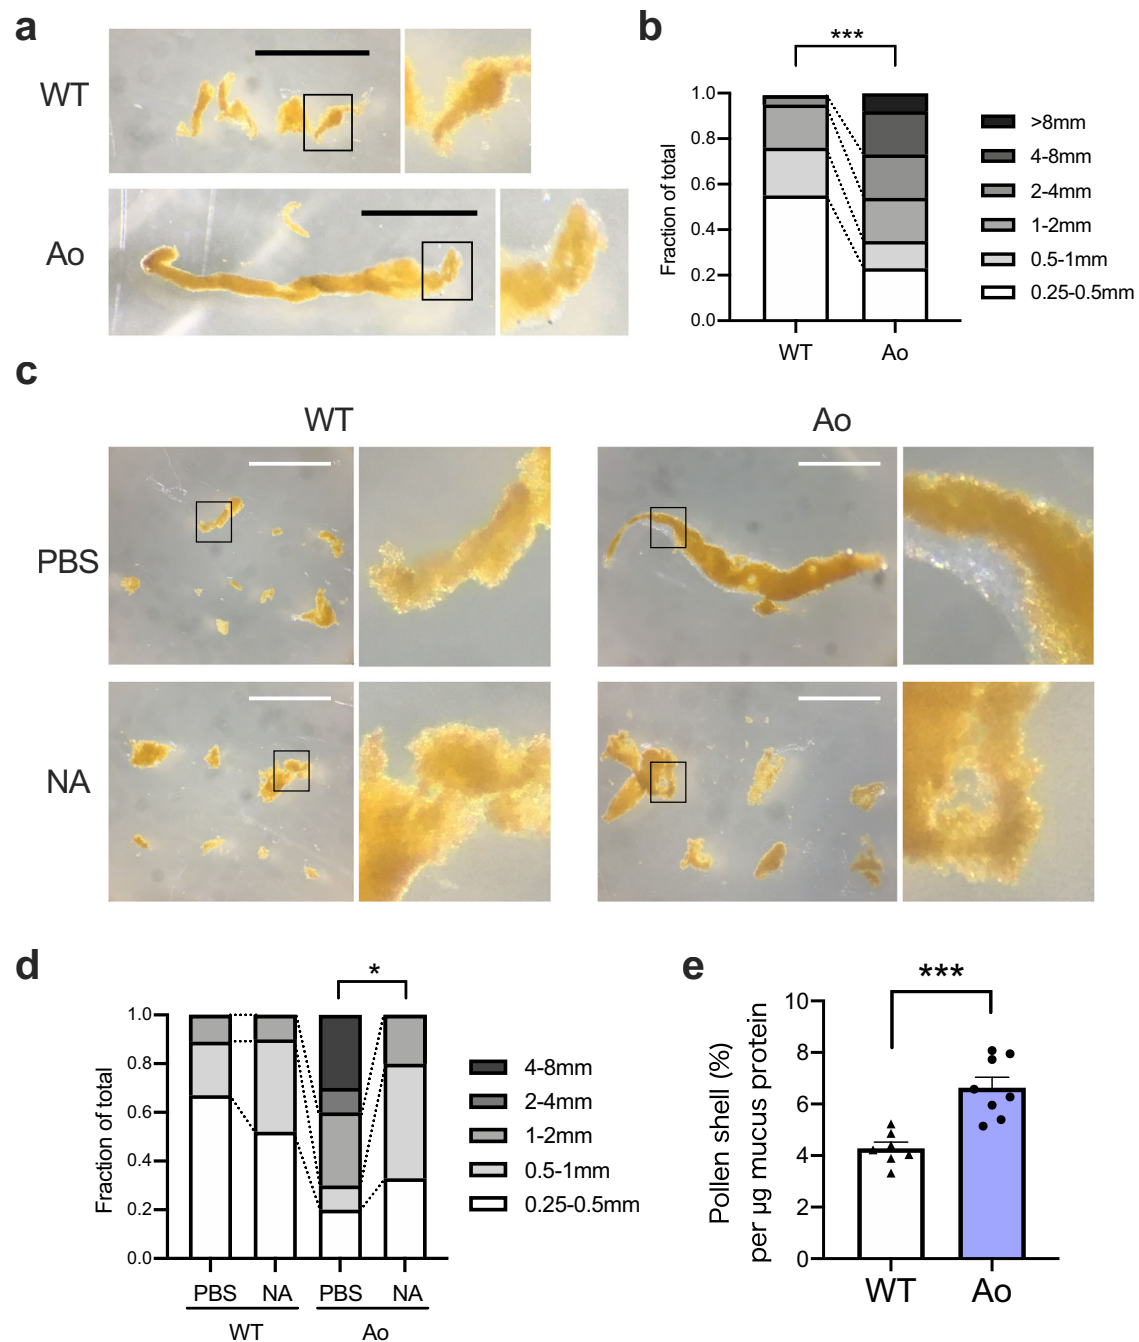 a
WT
Ao
b
***
1.0
0.8
0.6
0.4
0.2
0.0
Fraction of total
WT
Ao
>8mm
4-8mm
2-4mm
1-2mm
0.5-1mm
0.25-0.5mm
c
WT
Ao
PBS
NA
d
*
1.0
0.8
0.6
0.4
0.2
0.0
Fraction of total
PBS
NA
PBS
NA
WT
Ao
4-8mm
2-4mm
1-2mm
0.5-1mm
0.25-0.5mm
e
***
10
8
6
4
2
0
Pollen shell (%)
per µg mucus protein
WT
Ao